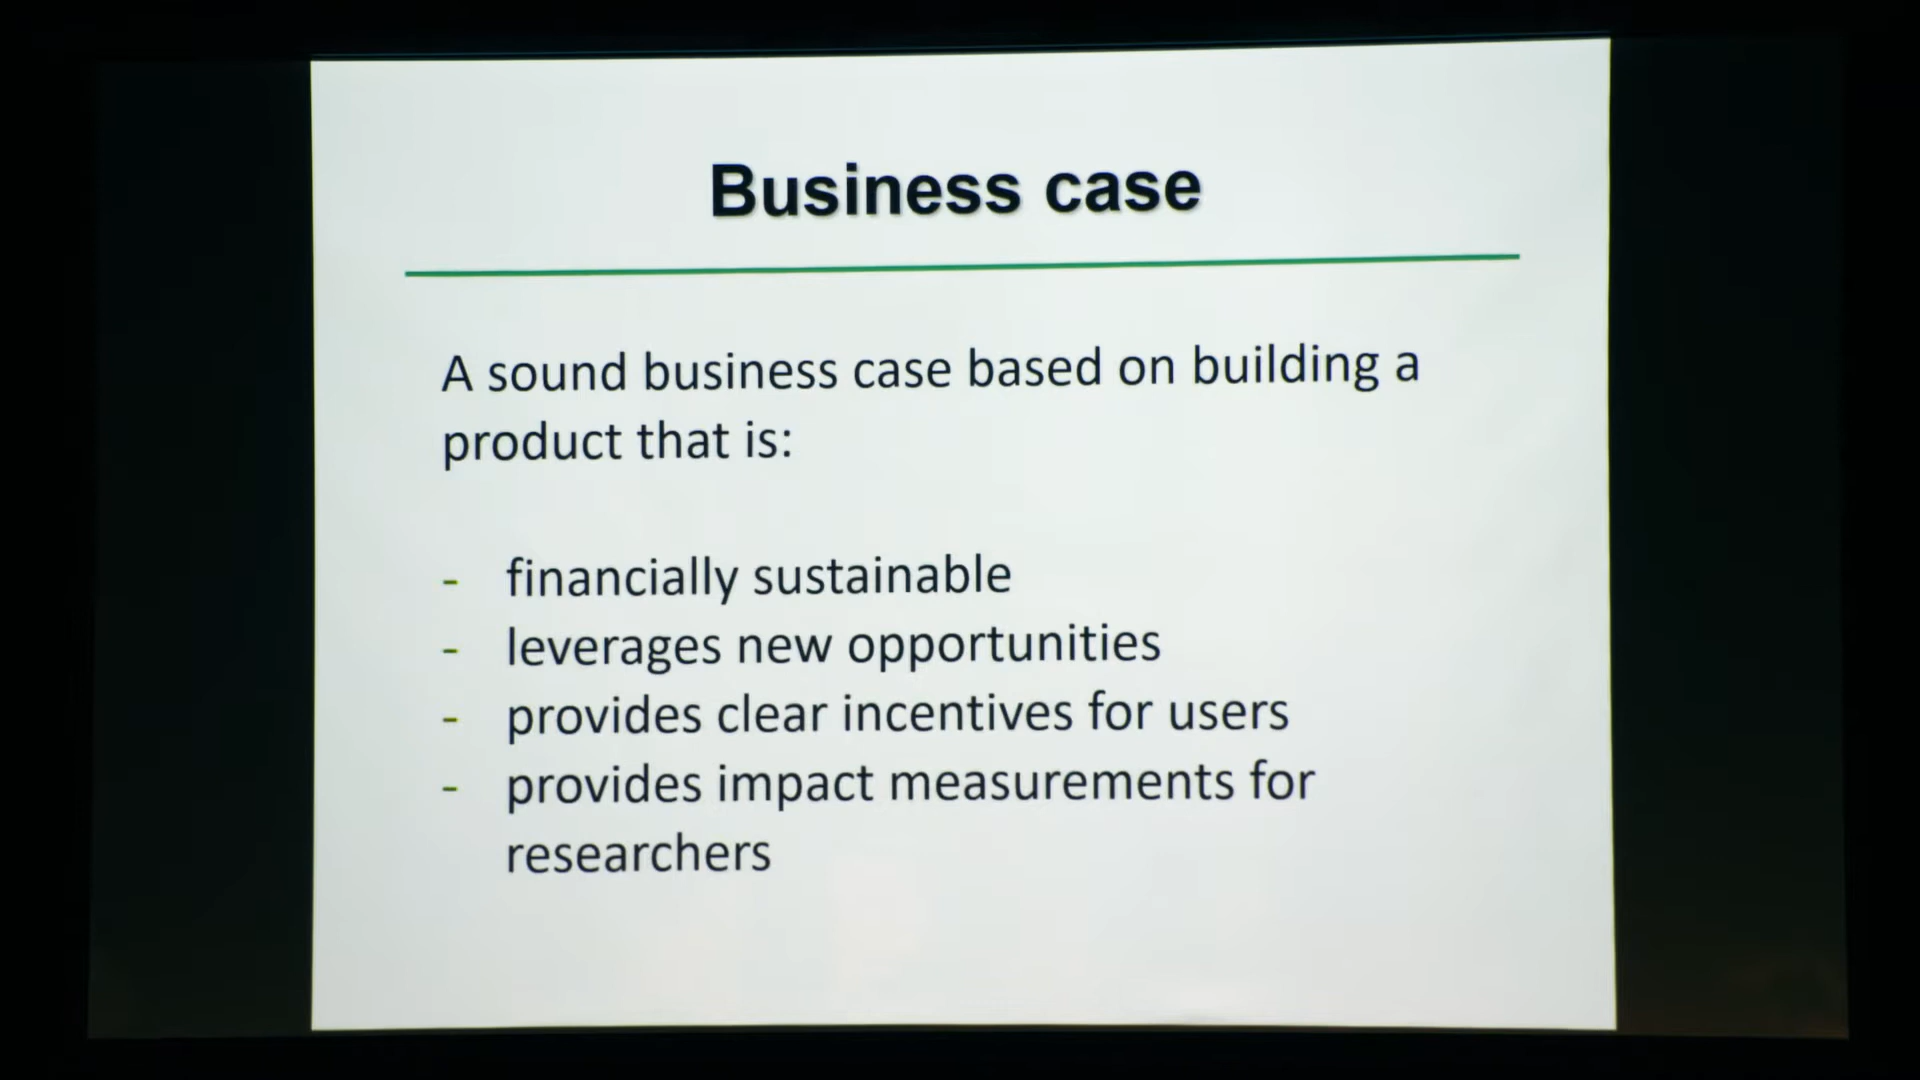 Business case
A sound business case based on building a
product that is:
- financially sustainable
- leverages new opportunities
- provides clear incentives for users
- provides impact measurements for
researchers